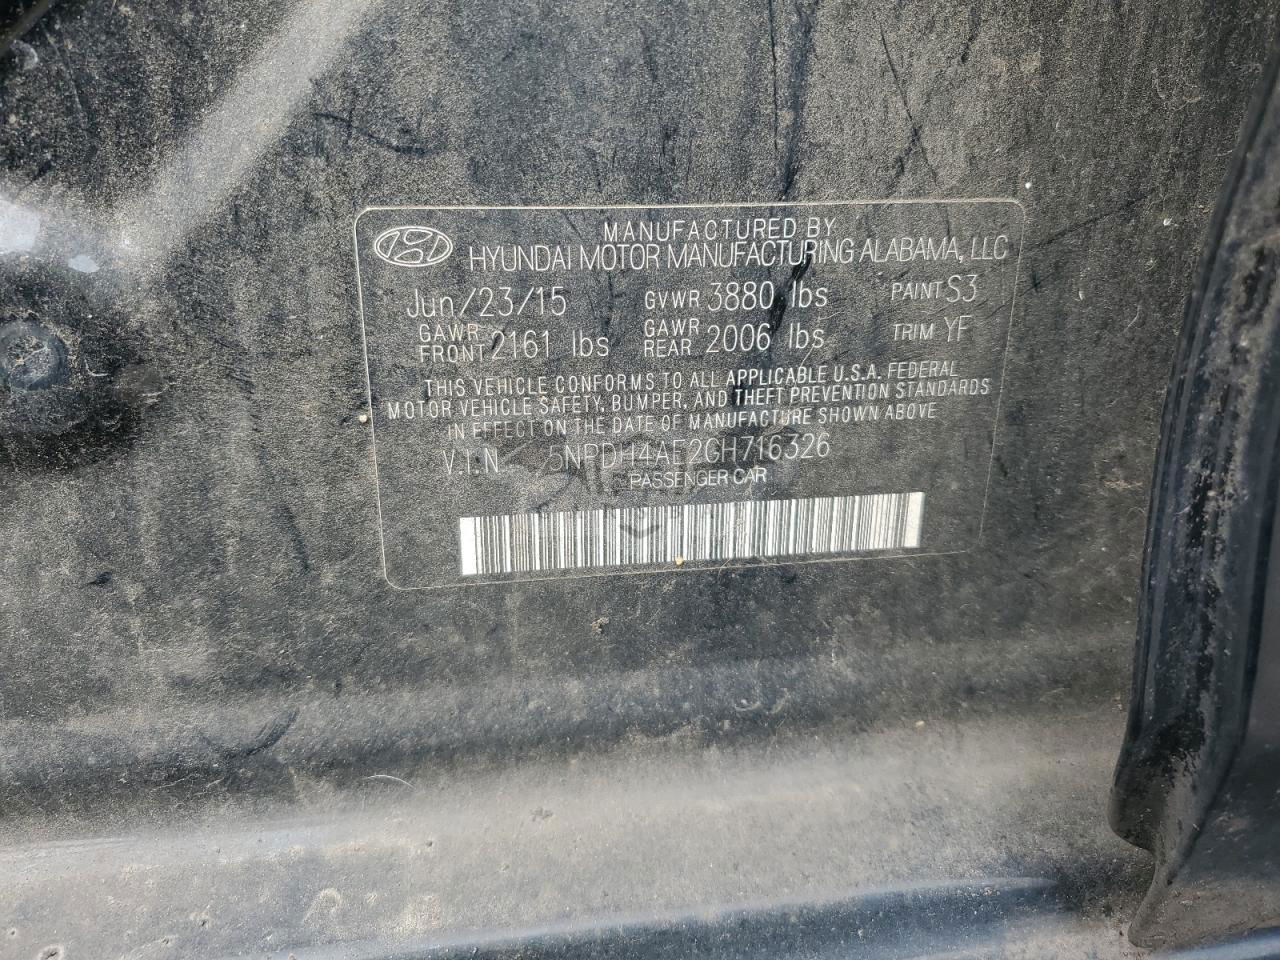 MANUFACTURED BY
HYUNDAI MOTOR MANUFACTURING ALABAMA, LLC
Jun/23/15 GVWR 3880 lbs PAINT S3
GAWR FRONT 2161 lbs GAWR REAR 2006 lbs TRIM YF
THIS VEHICLE CONFORMS TO ALL APPLICABLE U.S.A. FEDERAL
MOTOR VEHICLE SAFETY, BUMPER, AND THEFT PREVENTION STANDARDS
IN EFFECT ON THE DATE OF MANUFACTURE SHOWN ABOVE
V.I.N 5NPDH4AE2GH716326
PASSENGER CAR